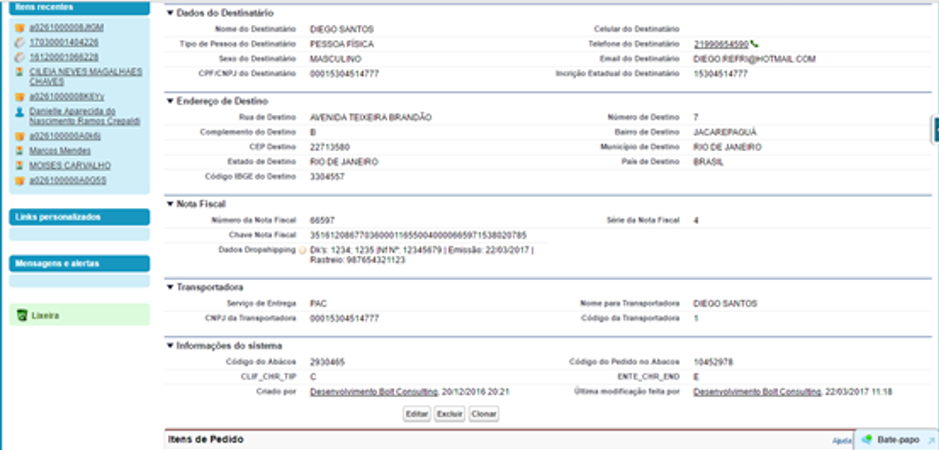 Itens recentes
a0261000008JtGM
17030001404226
16120001066228
CILEIA NEVES MAGALHAES
CHAVES
a0261000008K6Yy
Danielle Aparecida do
Nascimento Ramos Crepaldi
a026100000A0k6j
Marcos Mendes
MOISES CARVALHO
a026100000A0G5S
Links personalizados
Mensagens e alertas
Lixeira
Dados do Destinatário
Nome do Destinatário DIEGO SANTOS Celular do Destinatário
Tipo de Pessoa do Destinatário PESSOA FÍSICA Telefone do Destinatário 21990654590
Sexo do Destinatário MASCULINO Email do Destinatário DIEGO.REFRI@HOTMAIL.COM
CPF/CNPJ do Destinatário 00015304514777 Incrição Estadual do Destinatário 15304514777
Endereço de Destino
Rua de Destino AVENIDA TEIXEIRA BRANDÃO Número de Destino 7
Complemento do Destino B Bairro de Destino JACAREPAGUÁ
CEP Destino 22713580 Município de Destino RIO DE JANEIRO
Estado de Destino RIO DE JANEIRO País de Destino BRASIL
Código IBGE do Destino 3304557
Nota Fiscal
Número da Nota Fiscal 66597 Série da Nota Fiscal 4
Chave Nota Fiscal 35161208677036000116550040000665971538020785
Dados Dropshipping Dk's: 1234; 1235 |Nf Nº: 12345679 | Emissão: 22/03/2017 |
Rastreio: 987654321123
Transportadora
Serviço de Entrega PAC Nome para Transportadora DIEGO SANTOS
CNPJ da Transportadora 00015304514777 Código da Transportadora 1
Informações do sistema
Código do Abácos 2930465 Código do Pedido no Abacos 10452978
CLIF_CHR_TIP C ENTE_CHR_END E
Criado por Desenvolvimento Bolt Consulting, 20/12/2016 20:21 Última modificação feita por Desenvolvimento Bolt Consulting, 22/03/2017 11:18
Editar Excluir Clonar
Itens de Pedido
Ajuda
Bate-papo